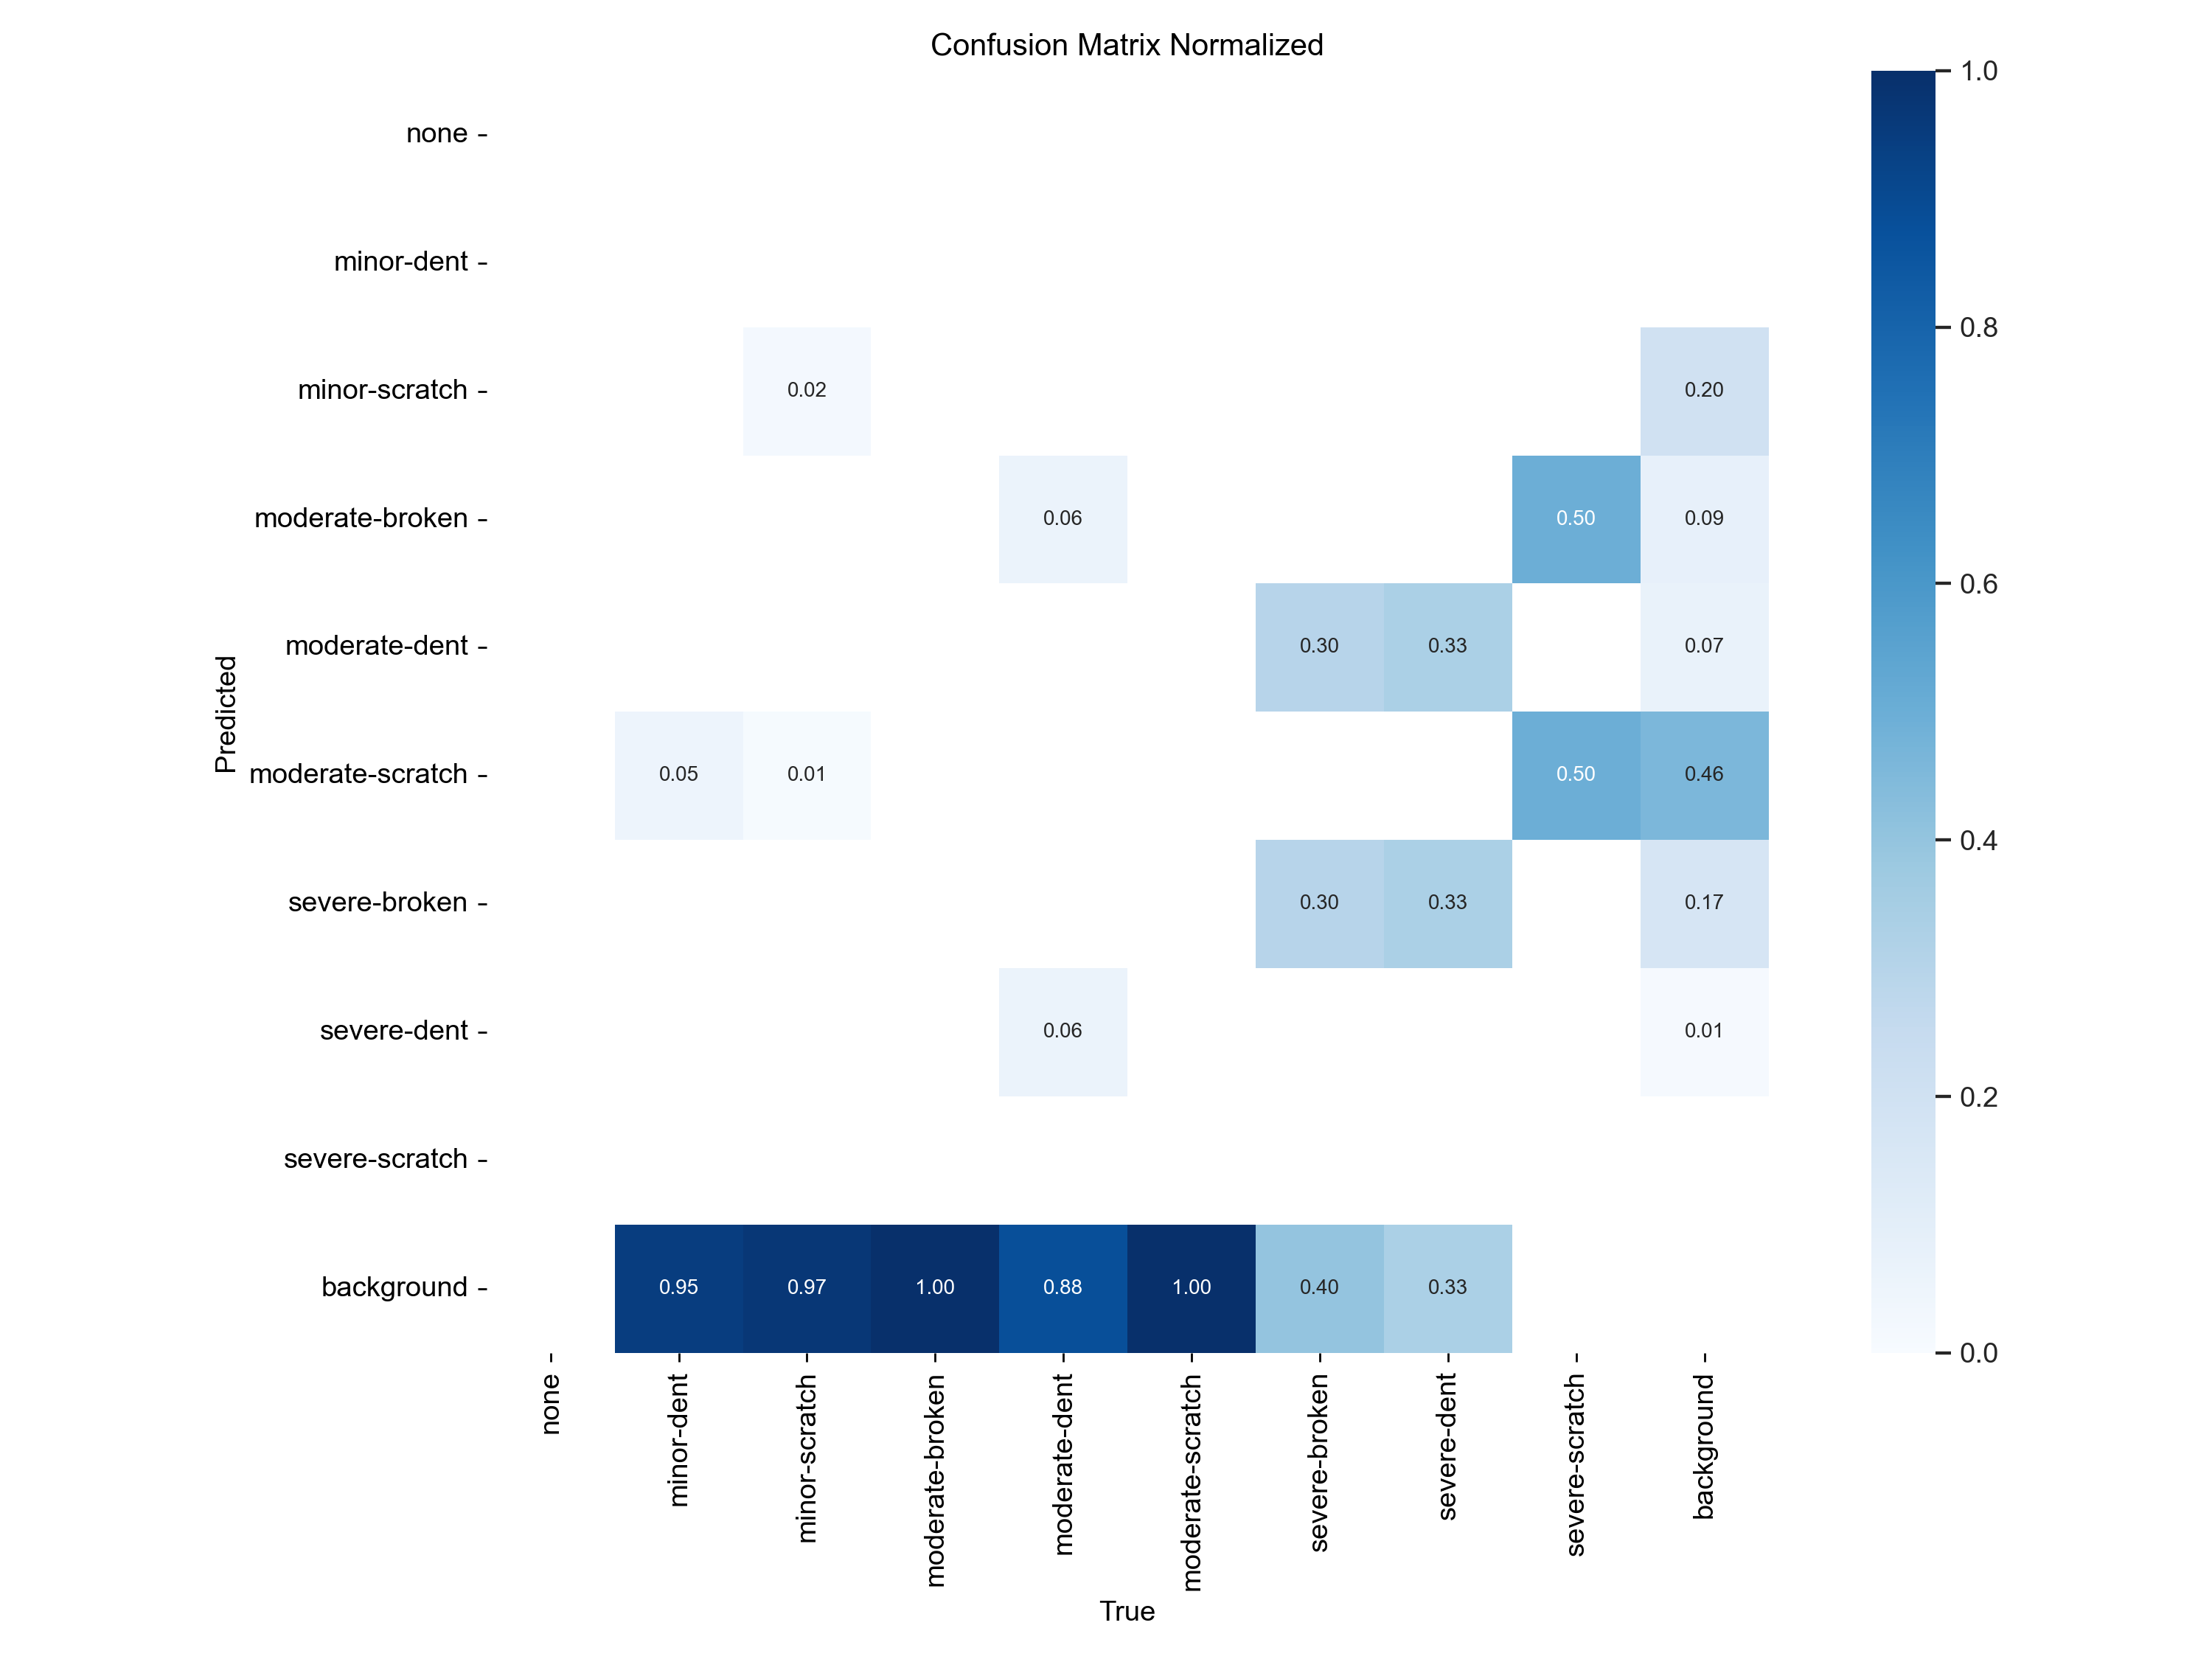 Confusion Matrix Normalized
none
minor-dent
minor-scratch 0.02 0.20
moderate-broken 0.06 0.50 0.09
moderate-dent 0.30 0.33 0.07
moderate-scratch 0.05 0.01 0.50 0.46
severe-broken 0.30 0.33 0.17
severe-dent 0.06 0.01
severe-scratch
background 0.95 0.97 1.00 0.88 1.00 0.40 0.33
Predicted
none minor-dent minor-scratch moderate-broken moderate-dent moderate-scratch severe-broken severe-dent severe-scratch background
True
1.0
0.8
0.6
0.4
0.2
0.0